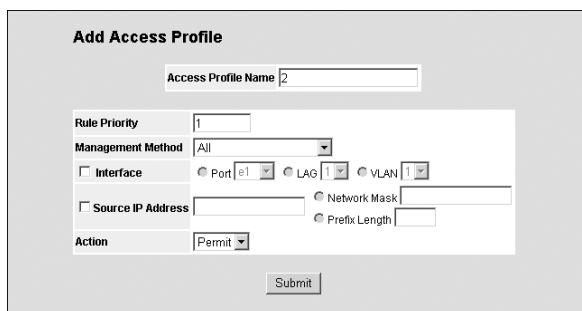 Add Access Profile
Access Profile Name 2
Rule Priority 1
Management Method All
Interface Port e1 LAG 1 VLAN 1
Source IP Address Network Mask
Prefix Length
Action Permit
Submit